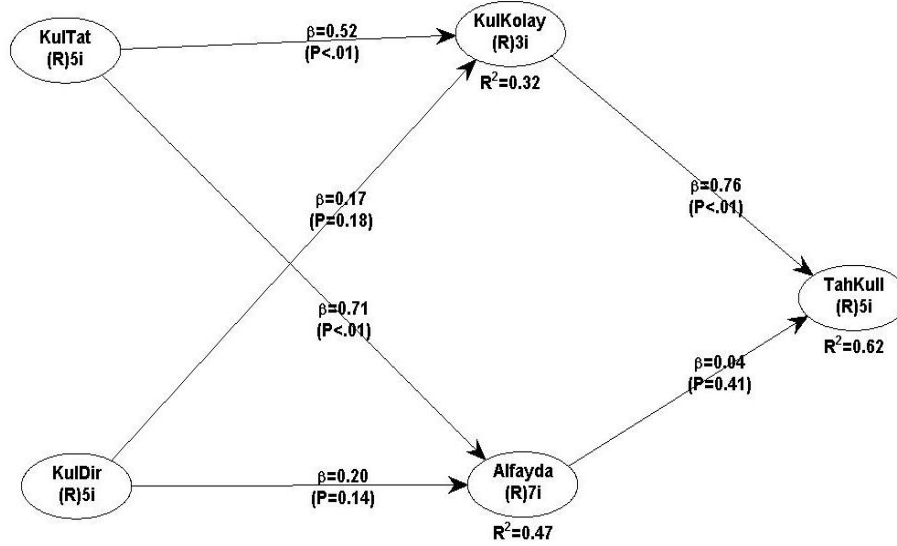 KulTat
(R)5i
β=0.52
(P<.01)
KulKolay
(R)3i
R²=0.32
β=0.17
(P=0.18)
β=0.76
(P<.01)
β=0.71
(P<.01)
TahKull
(R)5i
R²=0.62
β=0.04
(P=0.41)
KulDir
(R)5i
β=0.20
(P=0.14)
Alfayda
(R)7i
R²=0.47